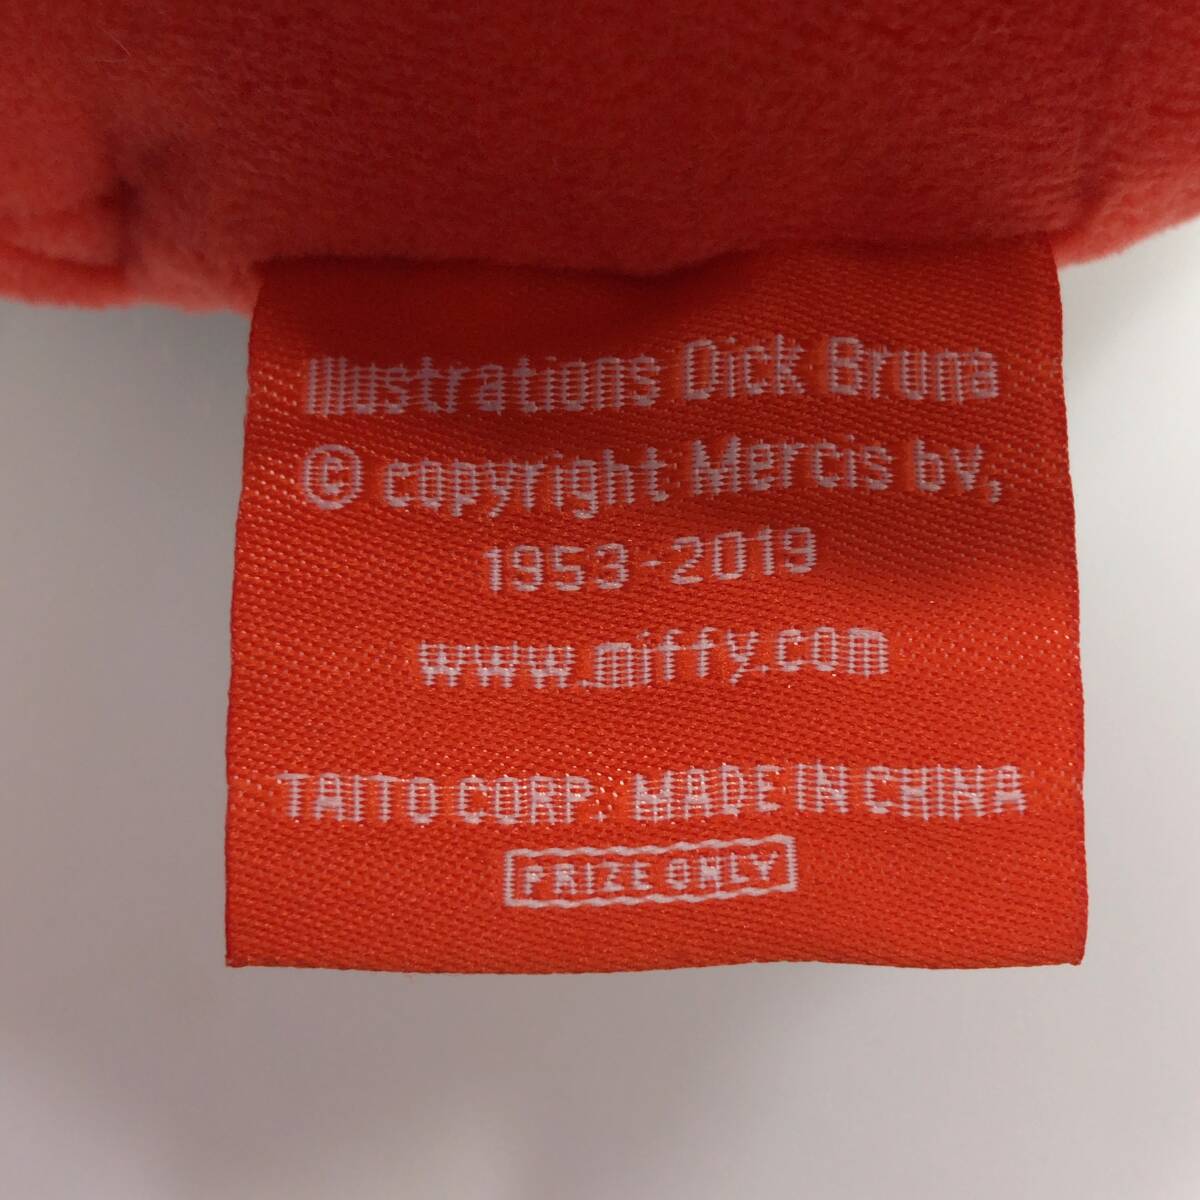 Illustrations Dick Bruna
© copyright Mercis bv,
1953-2019
www.miffy.com
TAITO CORP. MADE IN CHINA
PRIZE ONLY